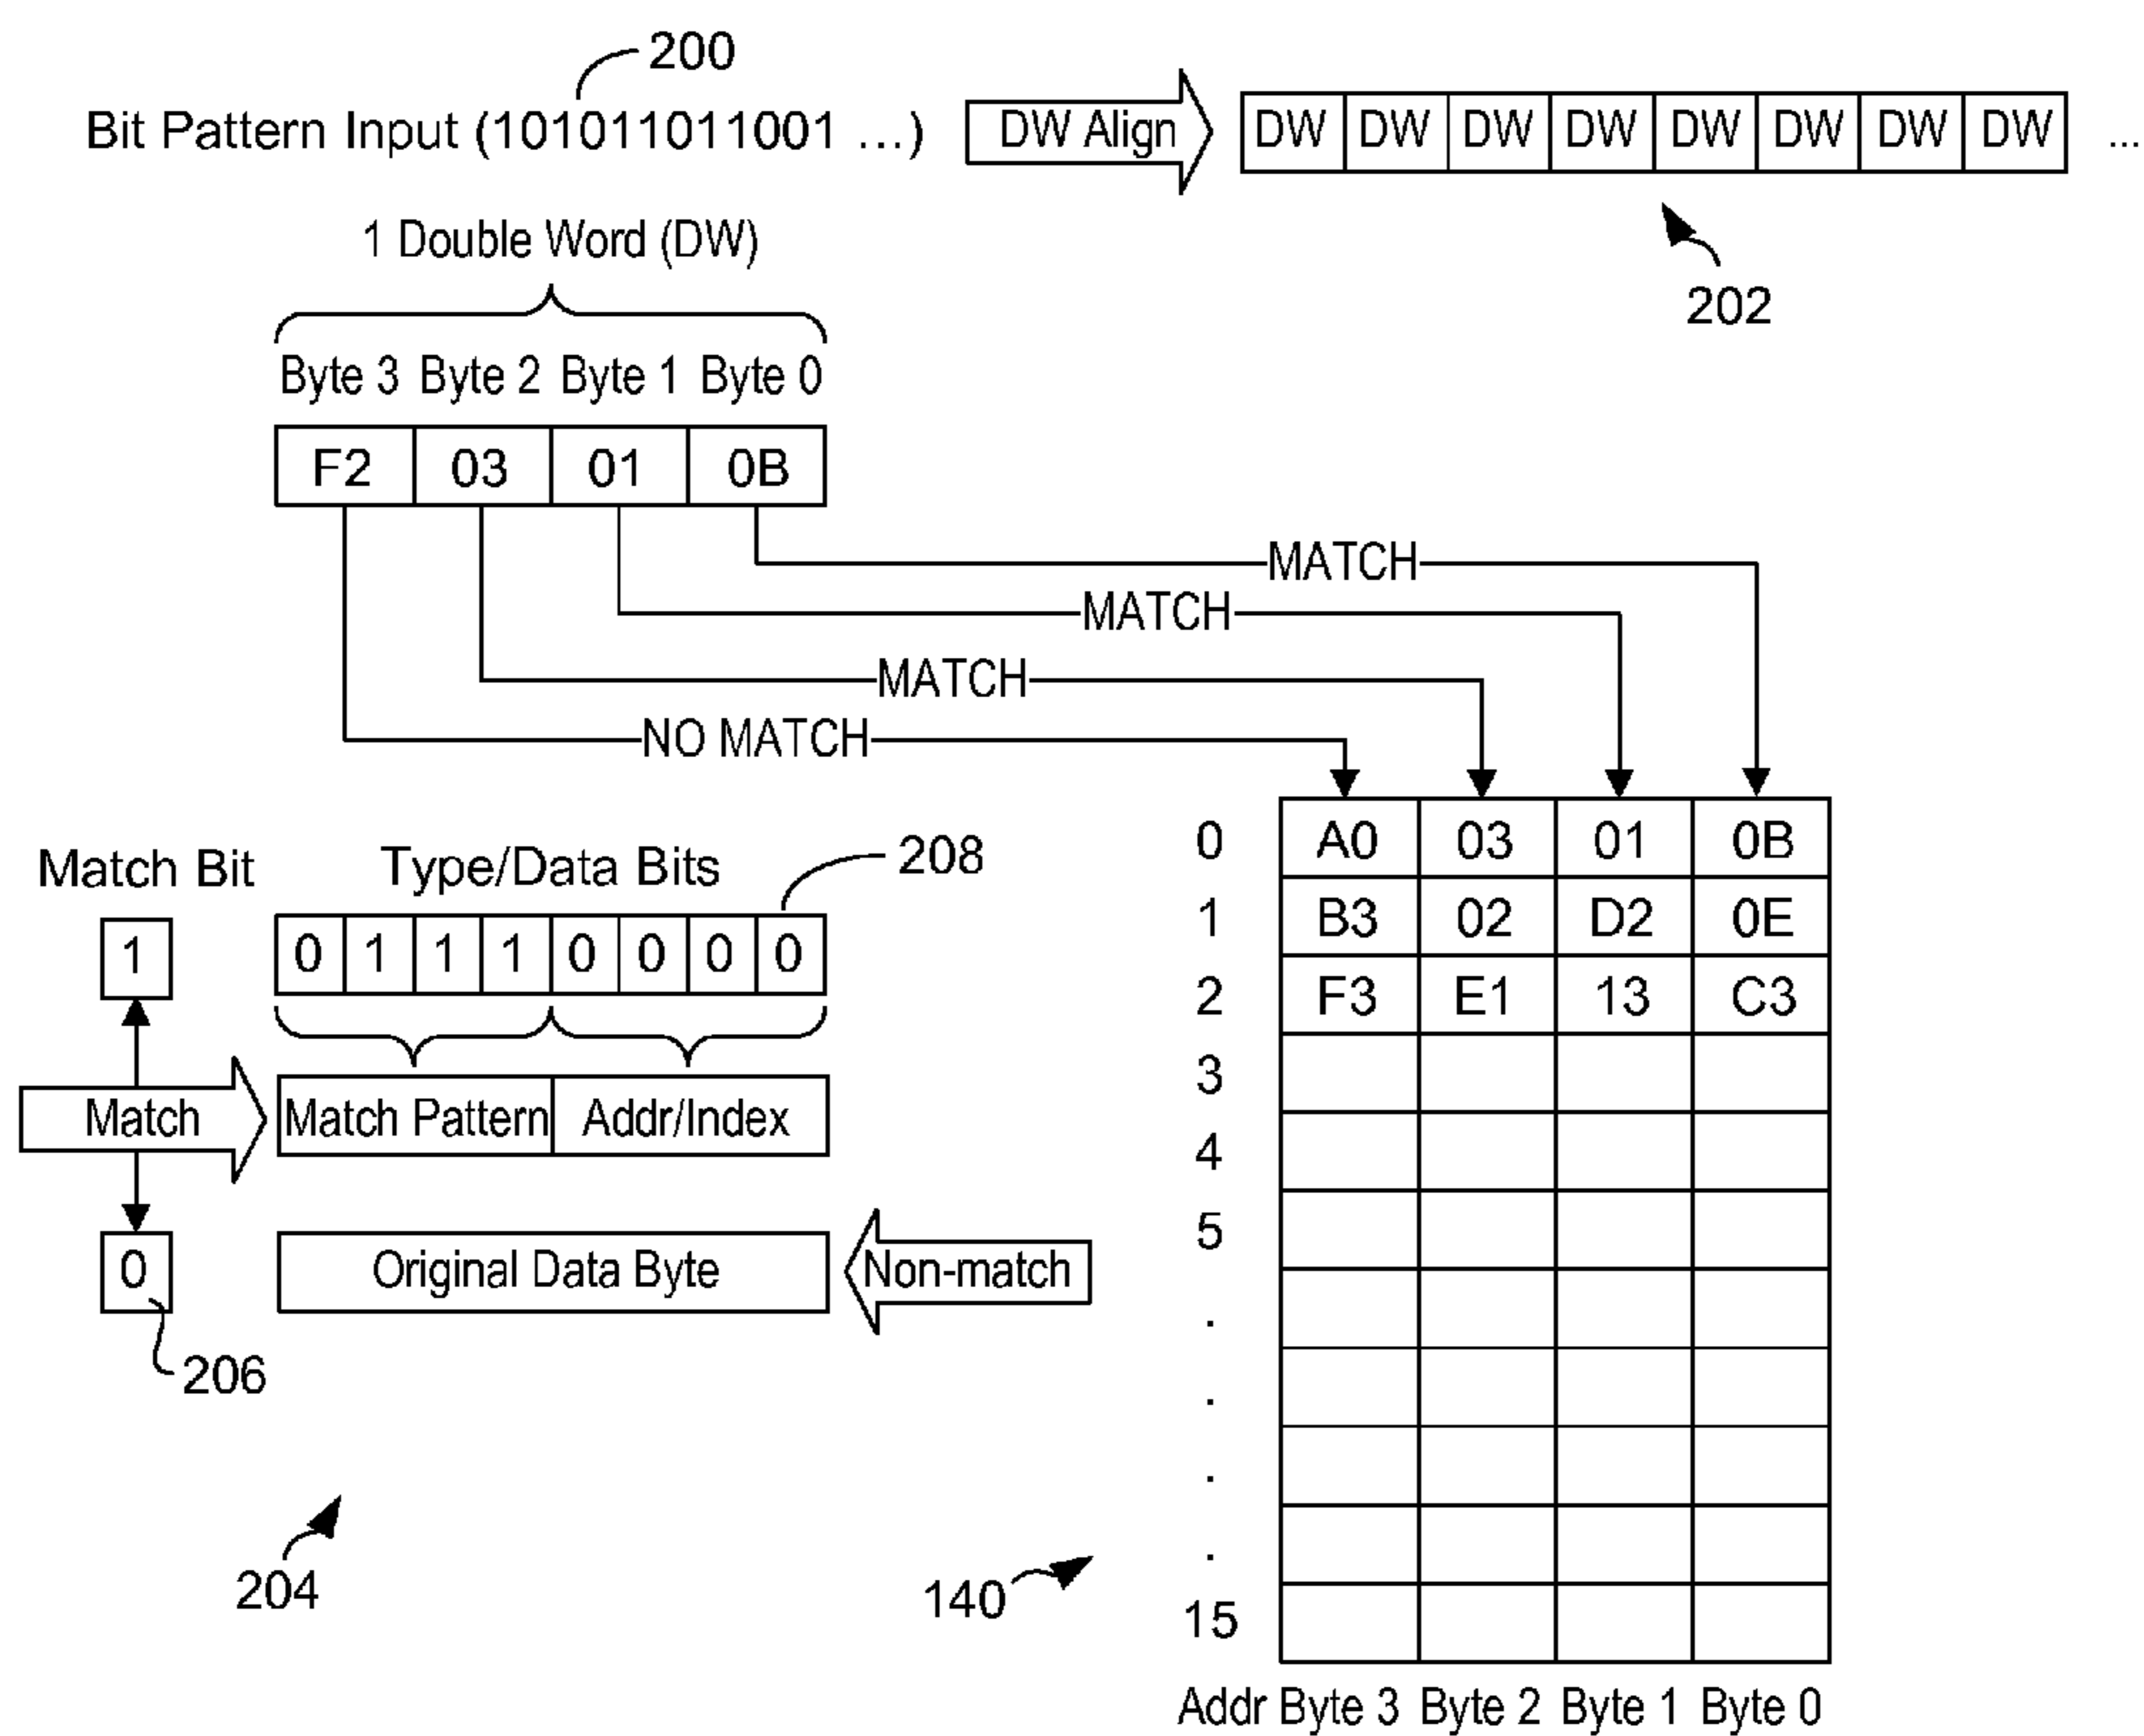 200
Bit Pattern Input (101011011001 ...) DW Align DW DW DW DW DW DW DW DW ...
202
1 Double Word (DW)
Byte 3 Byte 2 Byte 1 Byte 0
F2 03 01 0B
MATCH
MATCH
MATCH
NO MATCH
Match Bit Type/Data Bits 208
1 0 1 1 1 0 0 0 0
Match Match Pattern Addr/Index
0 Original Data Byte Non-match
206
204
140
0 A0 03 01 0B
1 B3 02 D2 0E
2 F3 E1 13 C3
3
4
5
.
.
.
.
15
Addr Byte 3 Byte 2 Byte 1 Byte 0